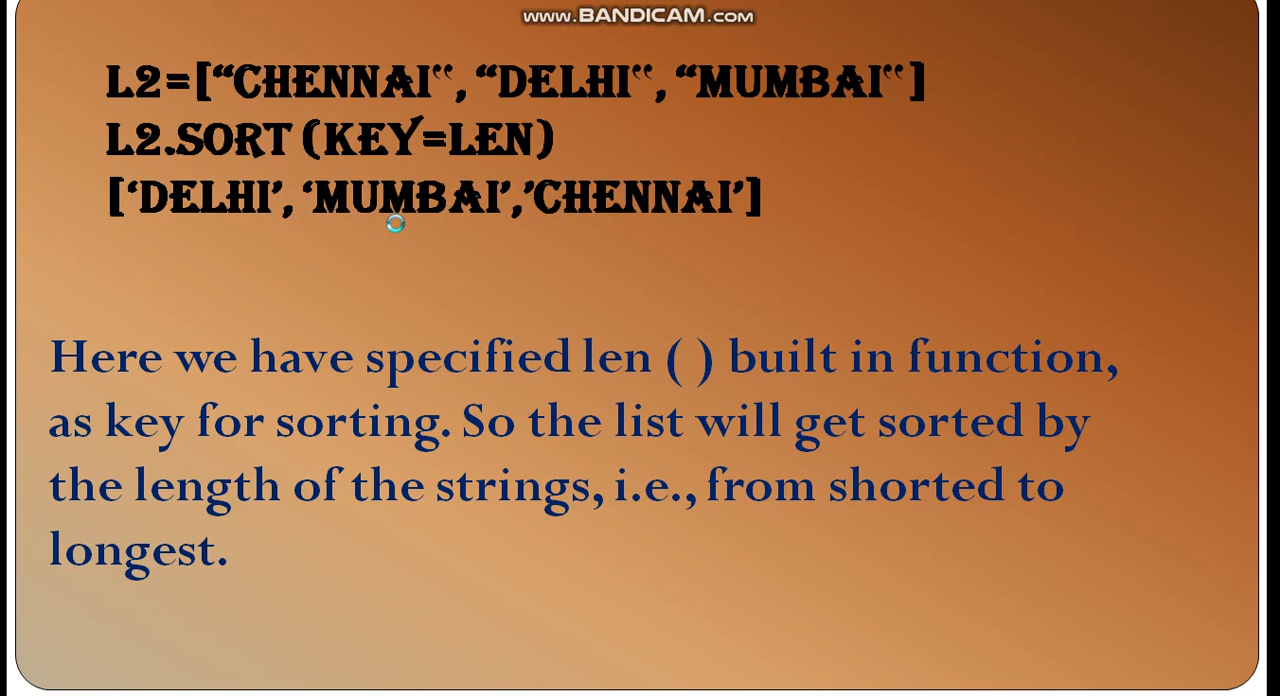 www.BANDICAM.com
L2=[“CHENNAI‟, “DELHI‟, “MUMBAI‟]
L2.SORT (KEY=LEN)
[‘DELHI’, ‘MUMBAI’,’CHENNAI’]
Here we have specified len ( ) built in function,
as key for sorting. So the list will get sorted by
the length of the strings, i.e., from shorted to
longest.